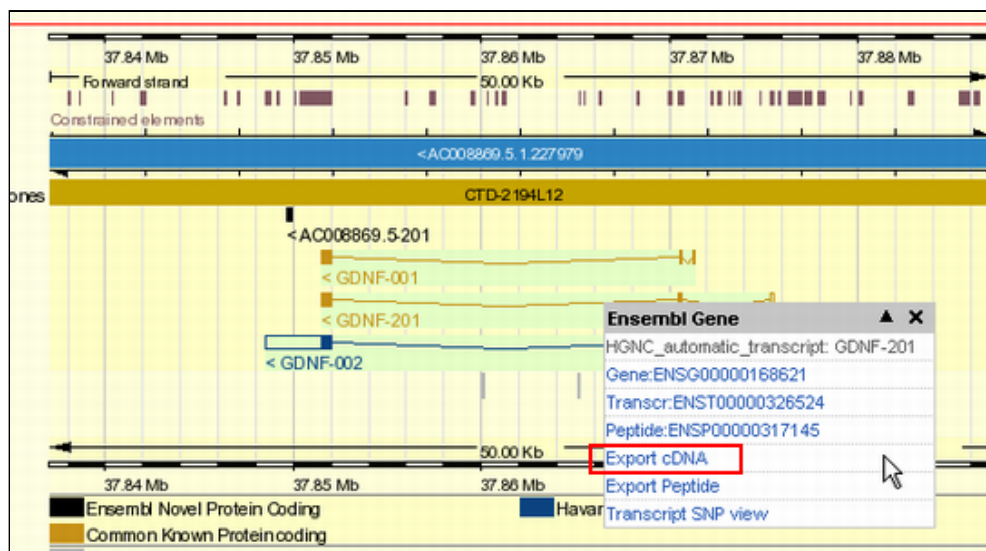 37.84 Mb 37.85 Mb 37.86 Mb 37.87 Mb 37.88 Mb
Forward strand 50.00 Kb
Constrained elements
<AC008869.5.1.227979
ones CTD-2194L12
<AC008869.5-201
< GDNF-001
< GDNF-201
< GDNF-002
Ensembl Gene
HGNC_automatic_transcript: GDNF-201
Gene:ENSG00000168621
Transcr:ENST00000326524
Peptide:ENSP00000317145
Export cDNA
Export Peptide
Transcript SNP view
50.00 Kb
37.84 Mb 37.85 Mb 37.86 Mb
Ensembl Novel Protein Coding Havar
Common Known Protein coding